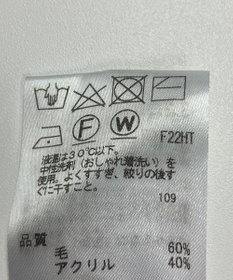 F W F22HT
液温は30℃以下。
中性洗剤(おしゃれ着洗い)を
使用。よくすすぎ、絞りの後す
ぐに干すこと。
109
品質
毛 60%
アクリル 40%